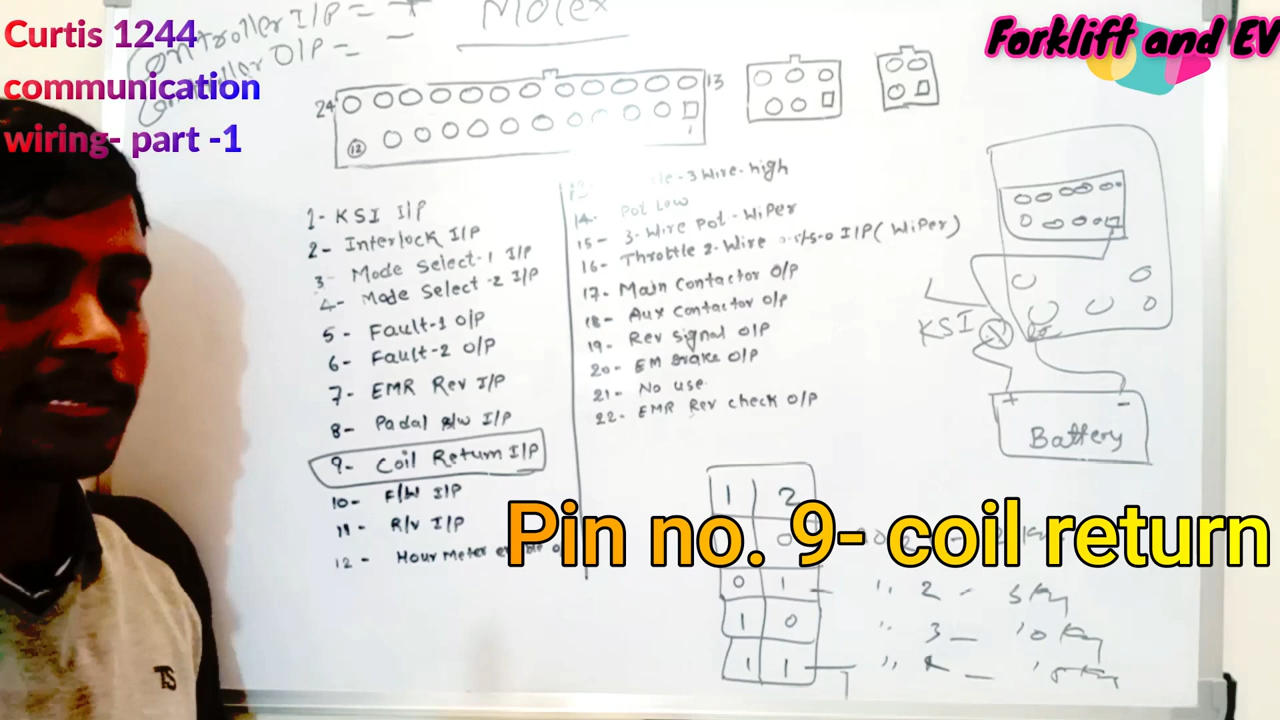 Curtis 1244
communication
wiring- part -1
Forklift and EV
Controller I/P = +
O/P = -
Molex
24
13
12
1
1- KSI I/P
2- Interlock I/P
3- Mode Select-1 I/P
4- Mode Select-2 I/P
5- Fault-1 O/P
6- Fault-2 O/P
7- EMR Rev I/P
8- Padal s/w I/P
9- Coil Return I/P
10- F/W I/P
11- R/V I/P
12- Hour Meter
3 Wire-high
14- Pot Low
15- 3-Wire Pot-Wiper
16- Throttle 2-Wire I/P (Wiper)
17- Main Contactor O/P
18- Aux Contactor O/P
19- Rev Signal O/P
20- EM Brake O/P
21- No use
22- EMR Rev check O/P
KSI
+ -
Battery
1 2
Pin no. 9- coil return
0 1 " 2 -
1 0 " 3 -
1 1 "
TS